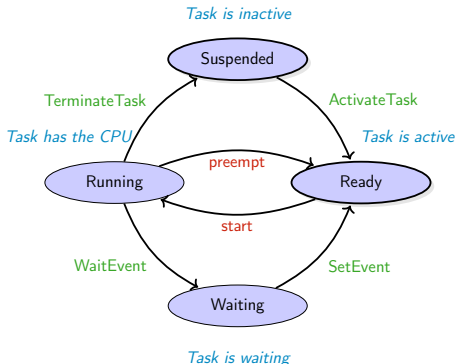 Task is inactive
Suspended
TerminateTask
ActivateTask
Task has the CPU
Task is active
preempt
Running
Ready
start
WaitEvent
SetEvent
Waiting
Task is waiting